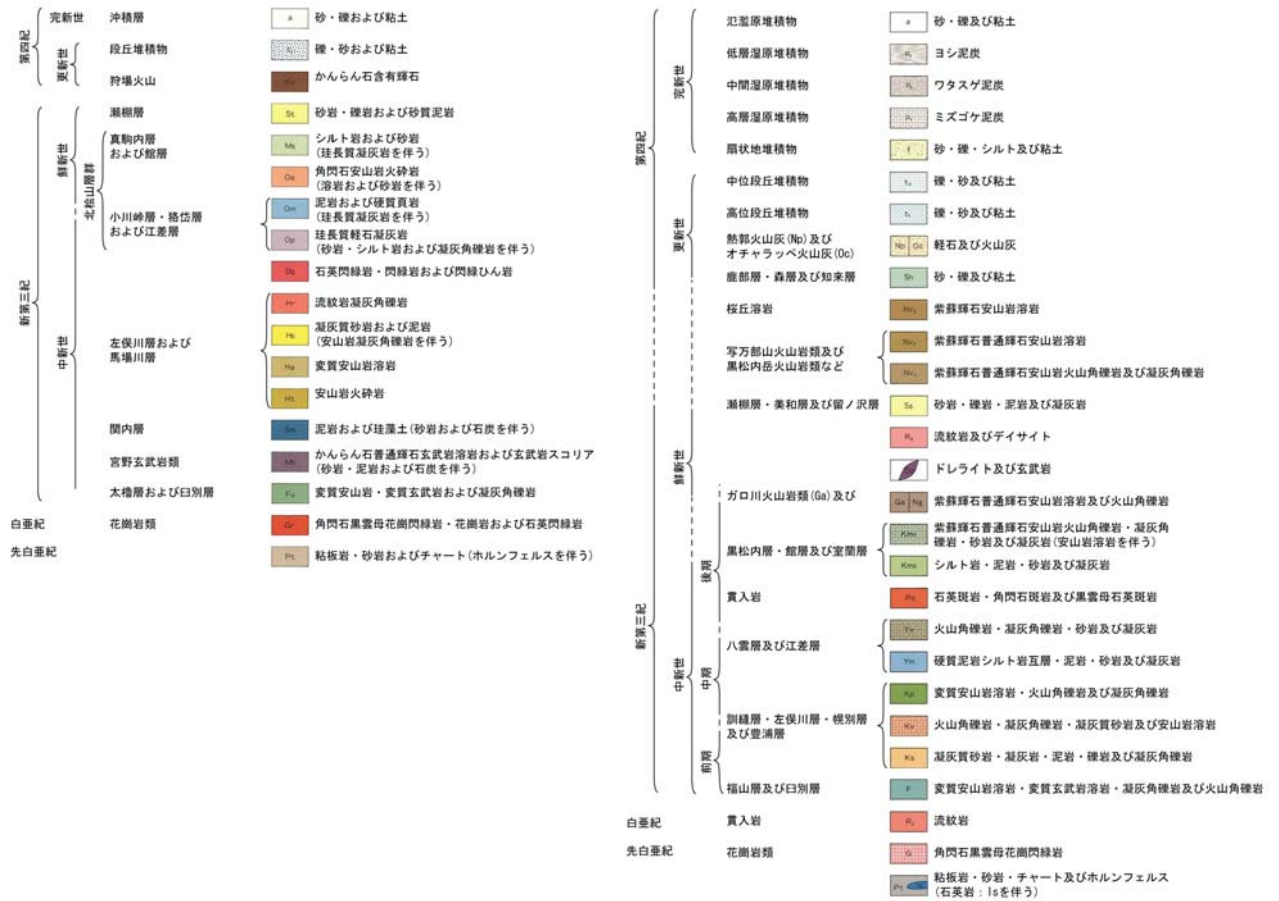 第四紀
完新世 沖積層 a 砂・礫および粘土
更新世
段丘堆積物 礫・砂および粘土
狩場火山 かんらん石含有輝石
新第三紀
鮮新世
瀬棚層 St 砂岩・礫岩および砂質泥岩
北桧山層群
真駒内層
および館層
Ms シルト岩および砂岩
(珪長質凝灰岩を伴う)
Oa 角閃石安山岩火砕岩
(溶岩および砂岩を伴う)
小川峠層・狢岱層
および江差層
Om 泥岩および硬質頁岩
(珪長質凝灰岩を伴う)
Op 珪長質軽石凝灰岩
(砂岩・シルト岩および凝灰角礫岩を伴う)
中新世
Dq 石英閃緑岩・閃緑岩および閃緑ひん岩
左俣川層および
馬場川層
Hr 流紋岩凝灰角礫岩
Hs 凝灰質砂岩および泥岩
(安山岩凝灰角礫岩を伴う)
Ha 変質安山岩溶岩
Ht 安山岩火砕岩
関内層 Sm 泥岩および珪藻土(砂岩および石炭を伴う)
宮野玄武岩類 Mb かんらん石普通輝石玄武岩溶岩および玄武岩スコリア
(砂岩・泥岩および石炭を伴う)
太櫓層および臼別層 Fu 変質安山岩・変質玄武岩および凝灰角礫岩
白亜紀 花崗岩類 Gr 角閃石黒雲母花崗閃緑岩・花崗岩および石英閃緑岩
先白亜紀
Pt 粘板岩・砂岩およびチャート(ホルンフェルスを伴う)
第四紀
完新世
氾濫原堆積物 a 砂・礫及び粘土
低層湿原堆積物 ヨシ泥炭
中間湿原堆積物 ワタスゲ泥炭
高層湿原堆積物 ミズゴケ泥炭
扇状地堆積物 f 砂・礫・シルト及び粘土
更新世
中位段丘堆積物 礫・砂及び粘土
高位段丘堆積物 礫・砂及び粘土
熱郛火山灰(Np)及び
オチャラッペ火山灰(Oc)
Np Oc 軽石及び火山灰
鹿部層・森層及び知来層 Sh 砂・礫及び粘土
桜丘溶岩 Nv₃ 紫蘇輝石安山岩溶岩
写万部山火山岩類及び
黒松内岳火山岩類など
Nv₂ 紫蘇輝石普通輝石安山岩溶岩
Nv₁ 紫蘇輝石普通輝石安山岩火山角礫岩及び凝灰角礫岩
新第三紀
鮮新世
瀬棚層・美和層及び留ノ沢層 Ss 砂岩・礫岩・泥岩及び凝灰岩
流紋岩及びデイサイト
ドレライト及び玄武岩
中新世
後期
ガロ川火山岩類(Ga)及び Ga Ng 紫蘇輝石普通輝石安山岩溶岩及び火山角礫岩
黒松内層・館層及び室蘭層
Kmv 紫蘇輝石普通輝石安山岩火山角礫岩・凝灰角
礫岩・砂岩及び凝灰岩(安山岩溶岩を伴う)
Kms シルト岩・泥岩・砂岩及び凝灰岩
貫入岩 石英斑岩・角閃石斑岩及び黒雲母石英斑岩
中期
八雲層及び江差層
Yv 火山角礫岩・凝灰角礫岩・砂岩及び凝灰岩
Ym 硬質泥岩シルト岩互層・泥岩・砂岩及び凝灰岩
前期
訓縫層・左俣川層・幌別層
及び豊浦層
Kp 変質安山岩溶岩・火山角礫岩及び凝灰角礫岩
Kv 火山角礫岩・凝灰角礫岩・凝灰質砂岩及び安山岩溶岩
Ks 凝灰質砂岩・凝灰岩・泥岩・礫岩及び凝灰角礫岩
福山層及び臼別層 F 変質安山岩溶岩・変質玄武岩溶岩・凝灰角礫岩及び火山角礫岩
白亜紀 貫入岩 流紋岩
先白亜紀 花崗岩類 G 角閃石黒雲母花崗閃緑岩
Pt 粘板岩・砂岩・チャート及びホルンフェルス
(石英岩:lsを伴う)